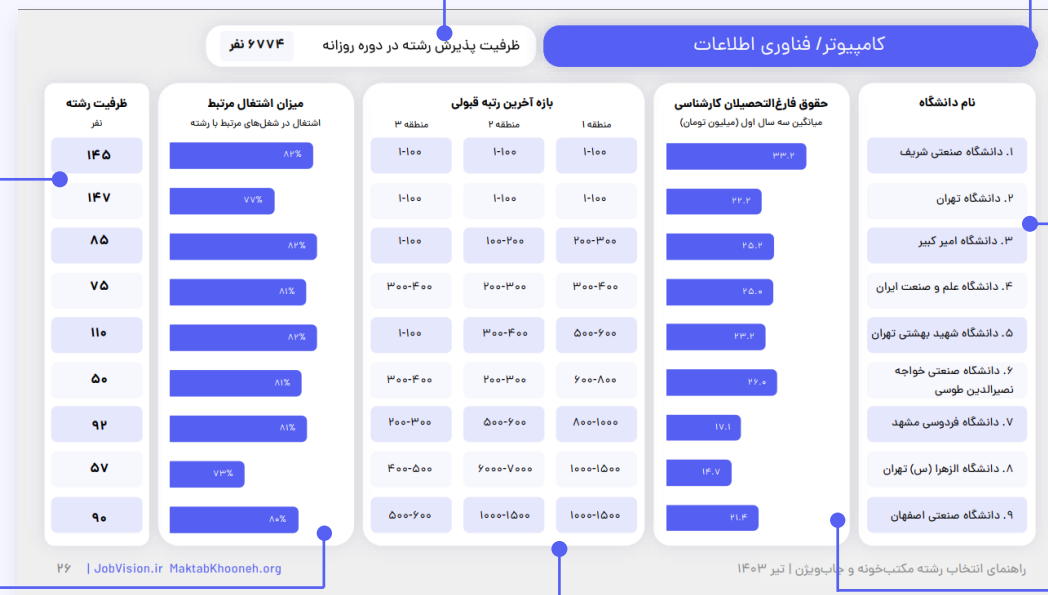 کامپیوتر/ فناوری اطلاعات
ظرفیت پذیرش رشته در دوره روزانه ۶۷۷۴ نفر
نام دانشگاه
حقوق فارغ‌التحصیلان کارشناسی
میانگین سه سال اول (میلیون تومان)
بازه آخرین رتبه قبولی
منطقه ۱ منطقه ۲ منطقه ۳
میزان اشتغال مرتبط
اشتغال در شغل‌های مرتبط با رشته
ظرفیت رشته
نفر
۱. دانشگاه صنعتی شریف ۳۳.۲ ۱-۱۰۰ ۱-۱۰۰ ۱-۱۰۰ ۸۲% ۱۴۵
۲. دانشگاه تهران ۲۲.۲ ۱-۱۰۰ ۱-۱۰۰ ۱-۱۰۰ ۷۷% ۱۴۷
۳. دانشگاه امیر کبیر ۲۵.۲ ۲۰۰-۳۰۰ ۱۰۰-۲۰۰ ۱-۱۰۰ ۸۲% ۸۵
۴. دانشگاه علم و صنعت ایران ۲۵.۰ ۳۰۰-۴۰۰ ۲۰۰-۳۰۰ ۳۰۰-۴۰۰ ۸۱% ۷۵
۵. دانشگاه شهید بهشتی تهران ۲۳.۲ ۵۰۰-۶۰۰ ۳۰۰-۴۰۰ ۱-۱۰۰ ۸۲% ۱۱۰
۶. دانشگاه صنعتی خواجه
نصیرالدین طوسی ۲۶.۰ ۶۰۰-۸۰۰ ۲۰۰-۳۰۰ ۳۰۰-۴۰۰ ۸۱% ۵۰
۷. دانشگاه فردوسی مشهد ۱۷.۱ ۸۰۰-۱۰۰۰ ۵۰۰-۶۰۰ ۲۰۰-۳۰۰ ۸۱% ۹۲
۸. دانشگاه الزهرا (س) تهران ۱۴.۷ ۱۰۰۰-۱۵۰۰ ۶۰۰۰-۷۰۰۰ ۴۰۰-۵۰۰ ۷۳% ۵۷
۹. دانشگاه صنعتی اصفهان ۲۱.۴ ۱۰۰۰-۱۵۰۰ ۱۰۰۰-۱۵۰۰ ۵۰۰-۶۰۰ ۸۰% ۹۰
راهنمای انتخاب رشته مکتب‌خونه و جاب‌ویژن | تیر ۱۴۰۳
۲۶ | JobVision.ir MaktabKhooneh.org